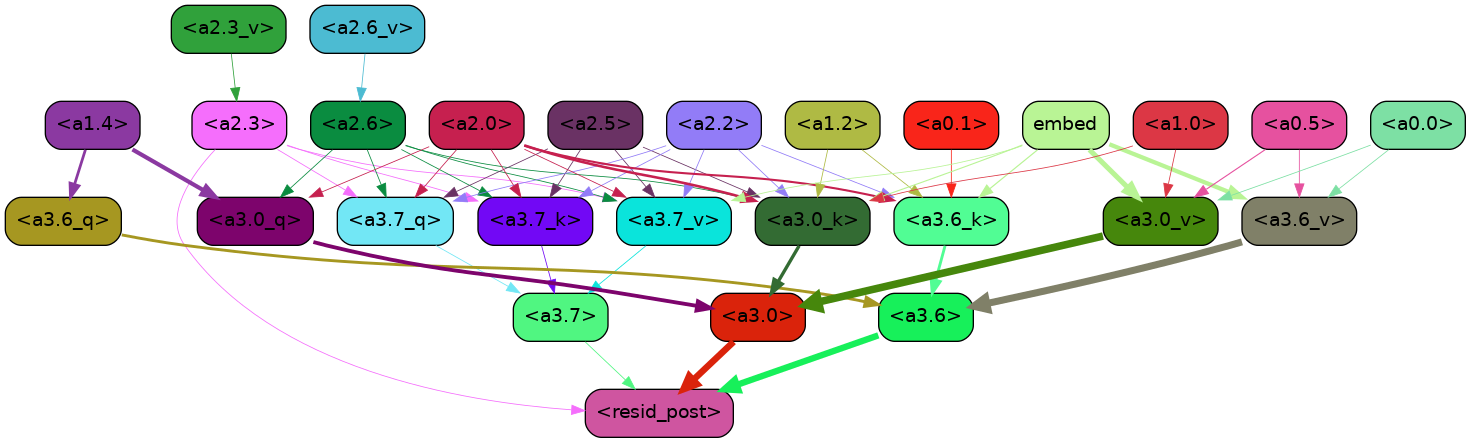 <a2.3_v> <a2.6_v>
<a1.4> <a2.3> <a2.6> <a2.0> <a2.5> <a2.2> <a1.2> <a0.1> embed <a1.0> <a0.5> <a0.0>
<a3.6_q> <a3.0_q> <a3.7_q> <a3.7_k> <a3.7_v> <a3.0_k> <a3.6_k> <a3.0_v> <a3.6_v>
<a3.7> <a3.0> <a3.6>
<resid_post>